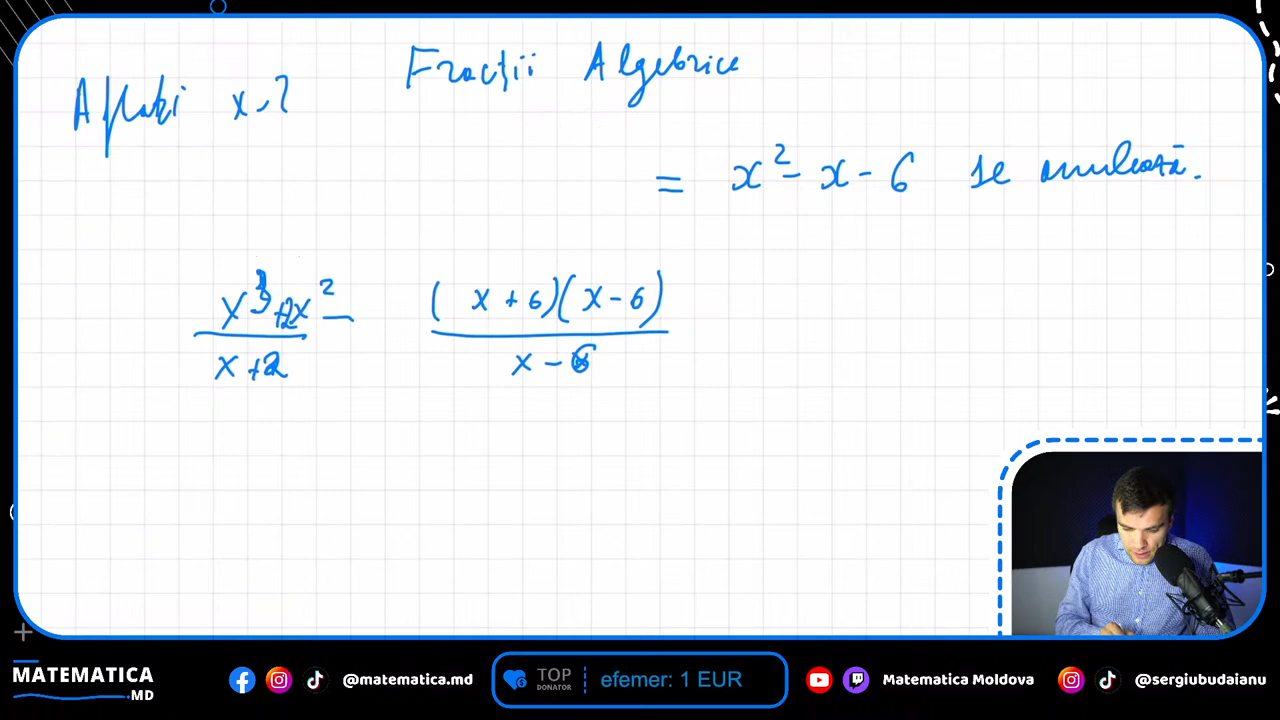 Fracții Algebrice
Aflați x-?
= x² - x - 6 se anulează.
x³+2x² -
x+2
(x+6)(x-6)
x-6
MATEMATICA
.MD
@matematica.md
TOP
DONATOR
efemer: 1 EUR
Matematica Moldova
@sergiubudaianu